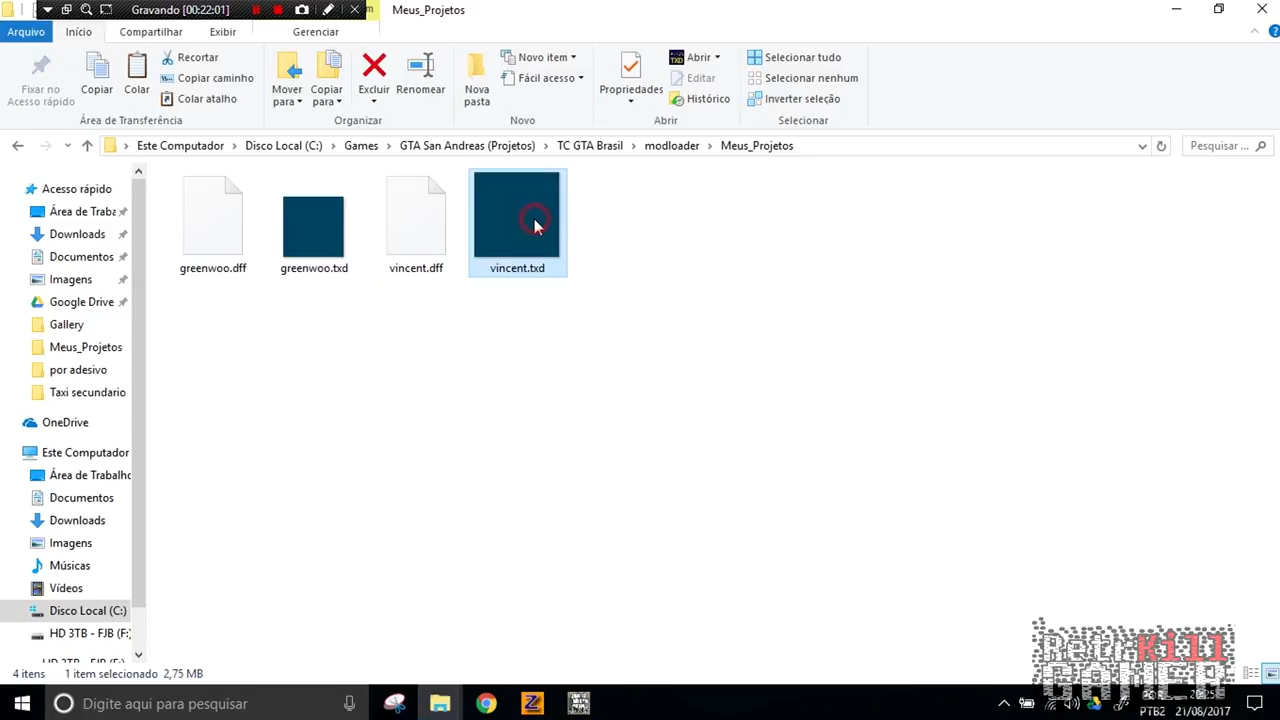 Gravando [00:22:01]
Meus_Projetos
Arquivo
Início
Compartilhar
Exibir
Gerenciar
Fixar no
Acesso rápido
Copiar
Colar
Recortar
Copiar caminho
Colar atalho
Área de Transferência
Mover
para
Copiar
para
Excluir
Renomear
Organizar
Nova
pasta
Novo item
Fácil acesso
Novo
Propriedades
TXD
Abrir
Editar
Histórico
Abrir
Selecionar tudo
Selecionar nenhum
Inverter seleção
Selecionar
Este Computador
Disco Local (C:)
Games
GTA San Andreas (Projetos)
TC GTA Brasil
modloader
Meus_Projetos
Pesquisar ...
Acesso rápido
Área de Traba
Downloads
Documentos
Imagens
Google Drive
Gallery
Meus_Projetos
por adesivo
Taxi secundario
OneDrive
Este Computador
Área de Trabalho
Documentos
Downloads
Imagens
Músicas
Vídeos
Disco Local (C:)
HD 3TB - FJB (F:)
greenwoo.dff
greenwoo.txd
vincent.dff
vincent.txd
4 itens
1 item selecionado
2,75 MB
Kill
Digite aqui para pesquisar
PTB2
21/08/2017